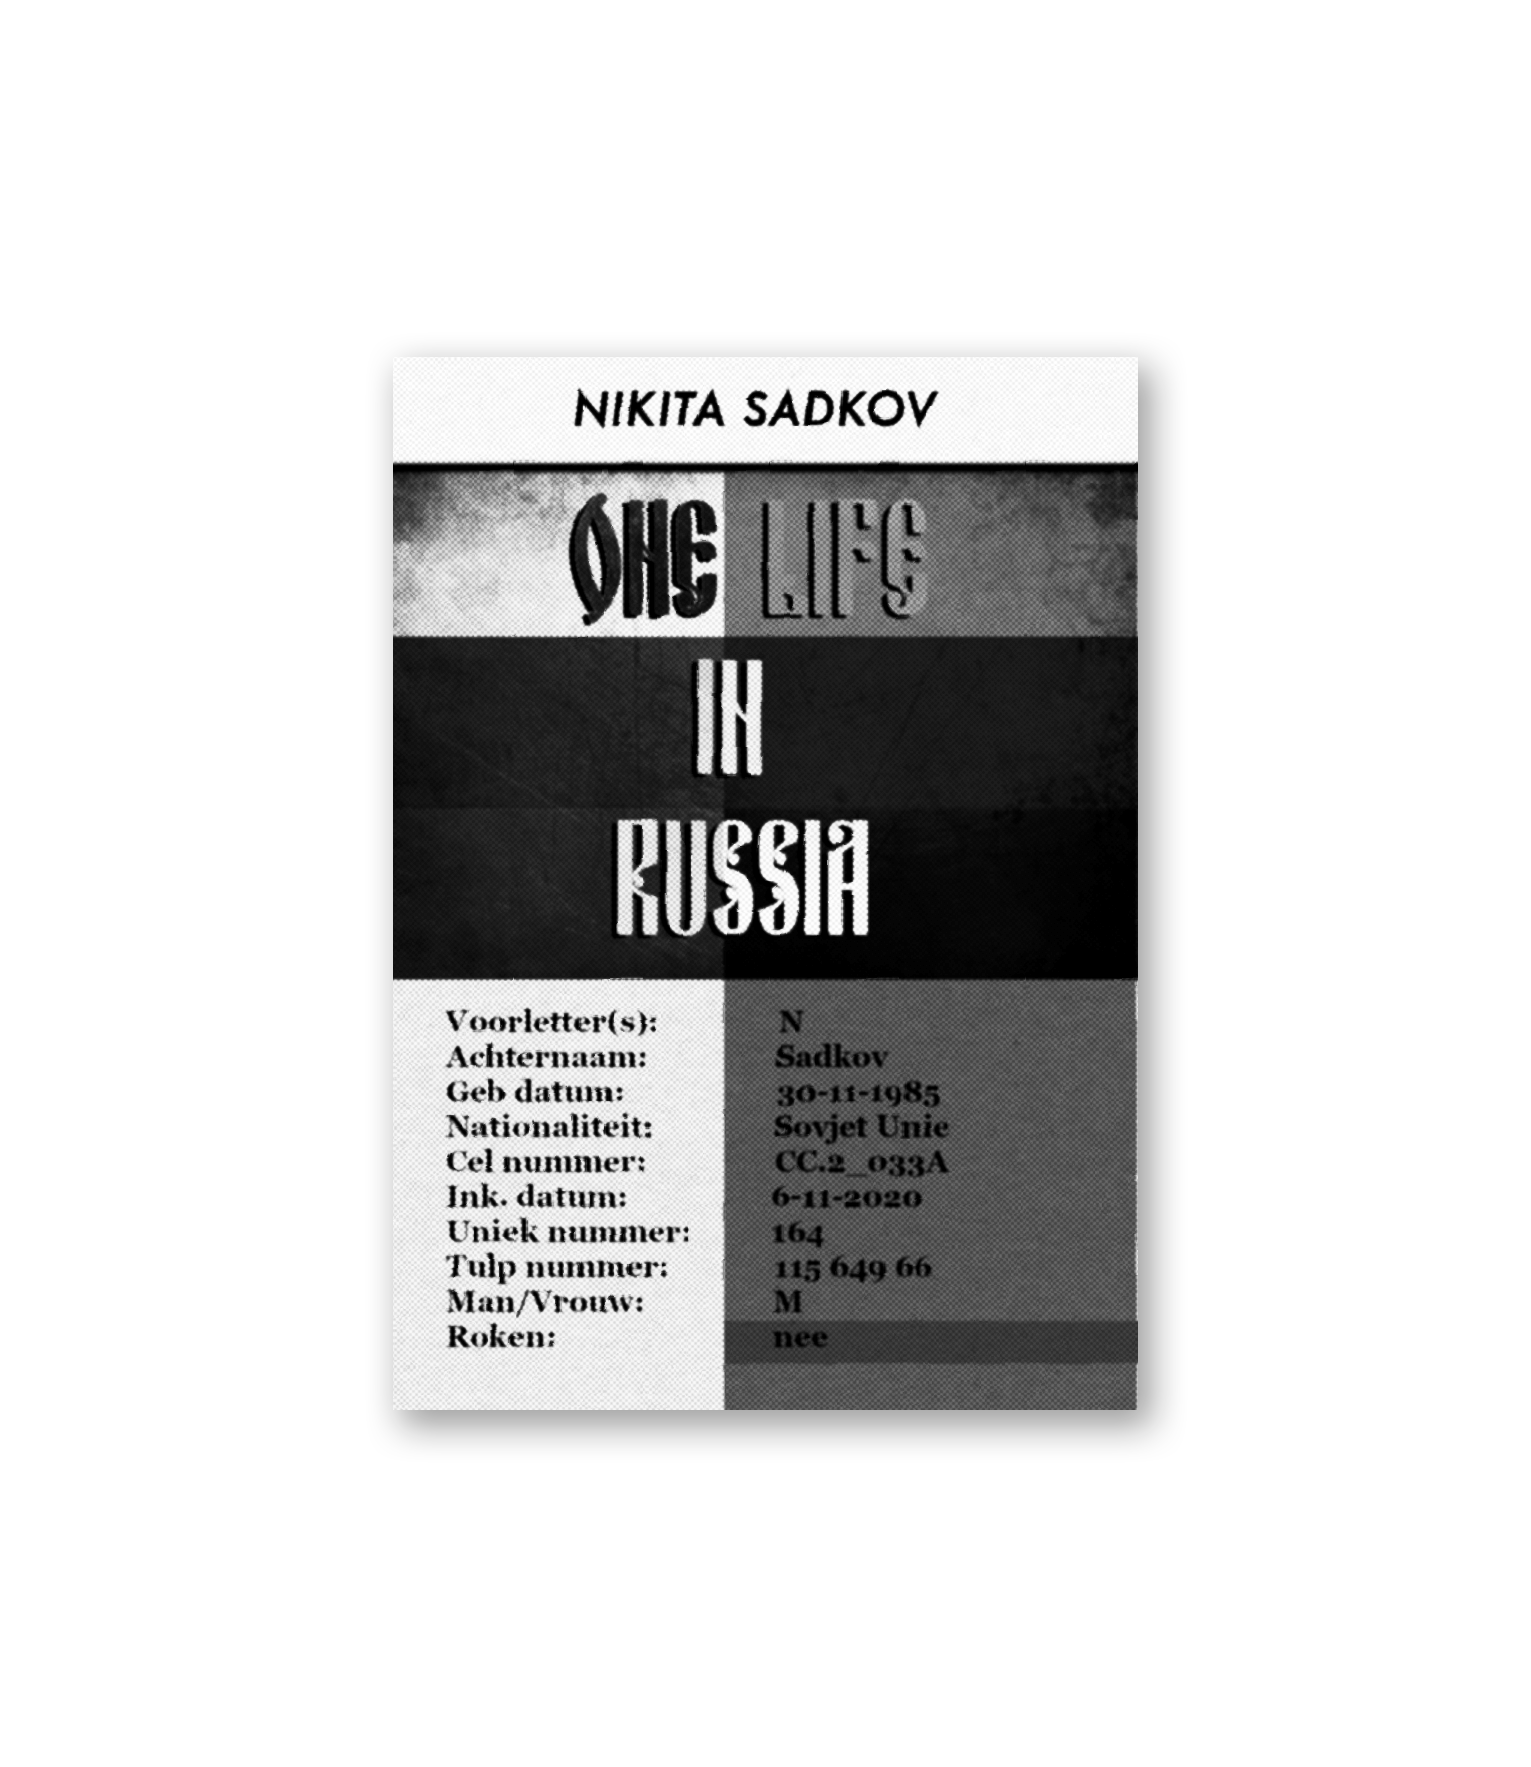 NIKITA SADKOV
ONE LIFE
IN
RUSSIA
Voorletter(s): N
Achternaam: Sadkov
Geb datum: 30-11-1985
Nationaliteit: Sovjet Unie
Cel nummer: CC.2_033A
Ink. datum: 6-11-2020
Uniek nummer: 164
Tulp nummer: 115 649 66
Man/Vrouw: M
Roken: nee